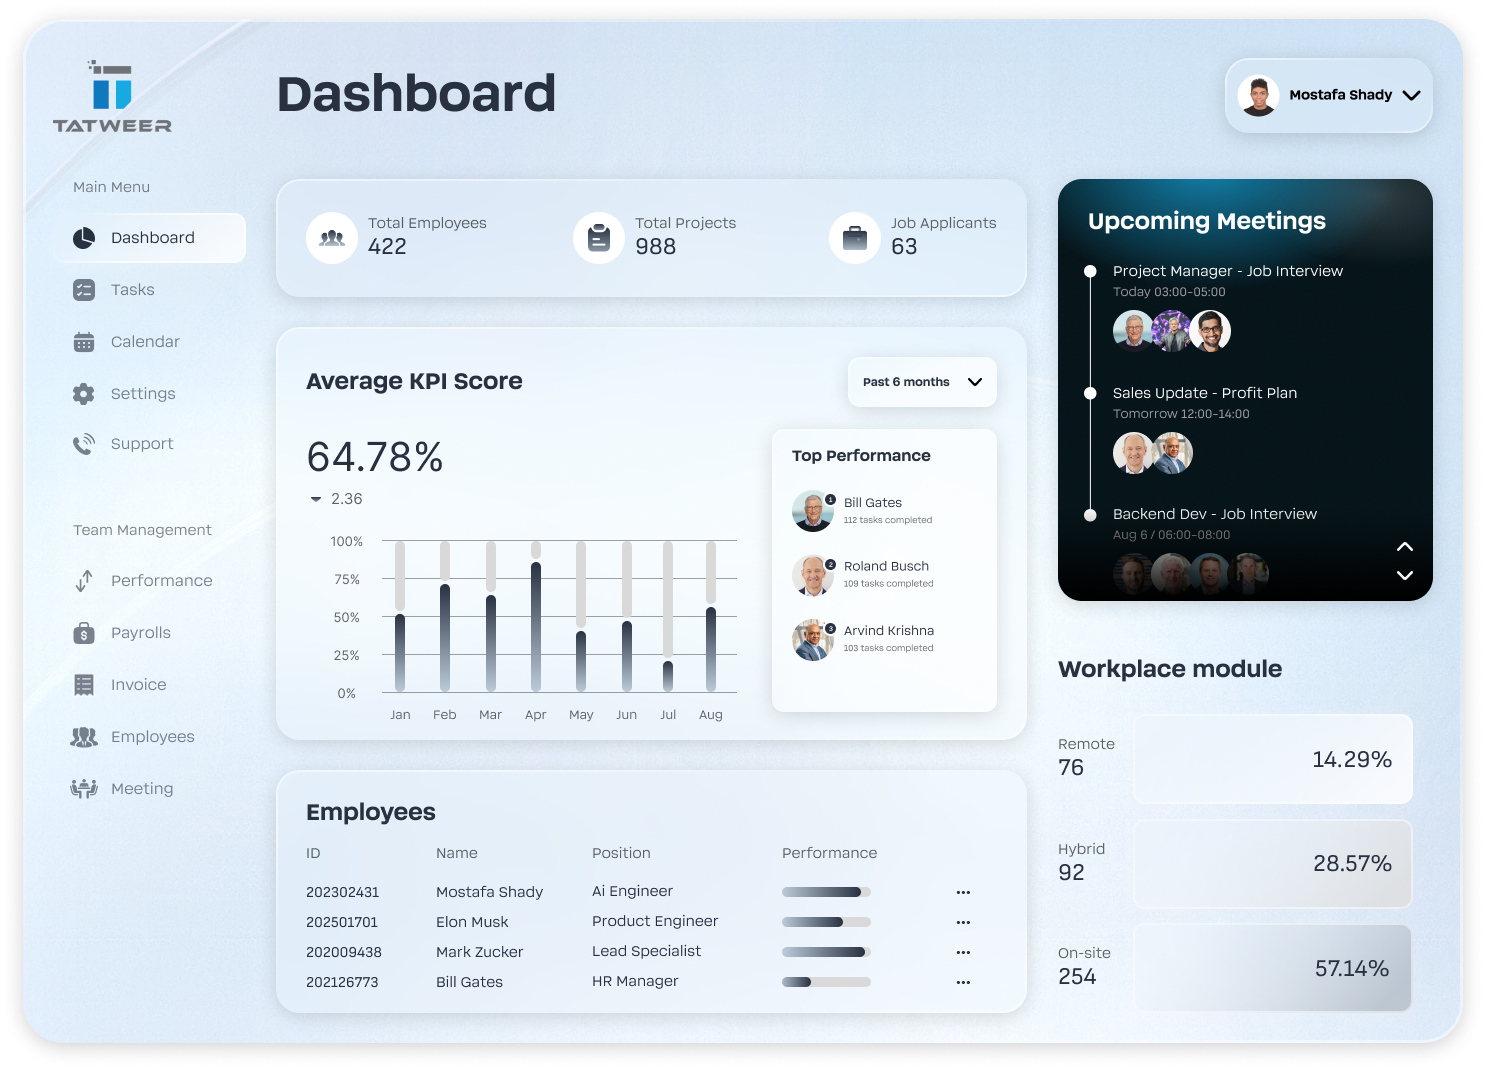 TATWEER
Dashboard
Mostafa Shady
Main Menu
Dashboard
Tasks
Calendar
Settings
Support
Team Management
Performance
Payrolls
Invoice
Employees
Meeting
Total Employees
422
Total Projects
988
Job Applicants
63
Average KPI Score
Past 6 months
64.78%
2.36
100%
75%
50%
25%
0%
Jan Feb Mar Apr May Jun Jul Aug
Top Performance
1
Bill Gates
112 tasks completed
2
Roland Busch
109 tasks completed
3
Arvind Krishna
103 tasks completed
Employees
ID Name Position Performance
202302431 Mostafa Shady Ai Engineer
202501701 Elon Musk Product Engineer
202009438 Mark Zucker Lead Specialist
202126773 Bill Gates HR Manager
Upcoming Meetings
Project Manager - Job Interview
Today 03:00-05:00
Sales Update - Profit Plan
Tomorrow 12:00-14:00
Backend Dev - Job Interview
Aug 6 / 06:00-08:00
Workplace module
Remote
76
14.29%
Hybrid
92
28.57%
On-site
254
57.14%